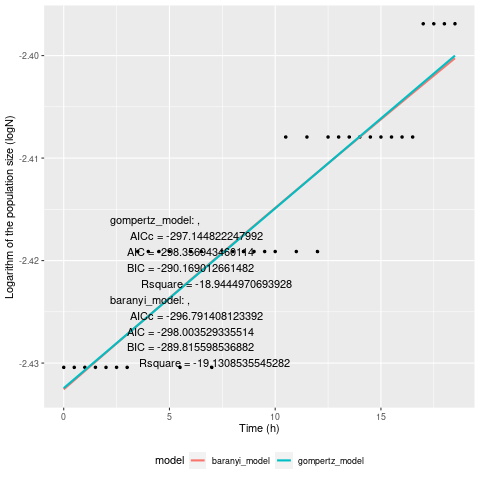 -2.40
-2.41
-2.42
-2.43
Logarithm of the population size (logN)
gompertz_model: ,
AICc = -297.144822247992
AIC = -298.356943460114
BIC = -290.169012661482
Rsquare = -18.9444970693928
baranyi_model: ,
AICc = -296.791408123392
AIC = -298.003529335514
BIC = -289.815598536882
Rsquare = -19.1308535545282
0 5 10 15
Time (h)
model baranyi_model gompertz_model